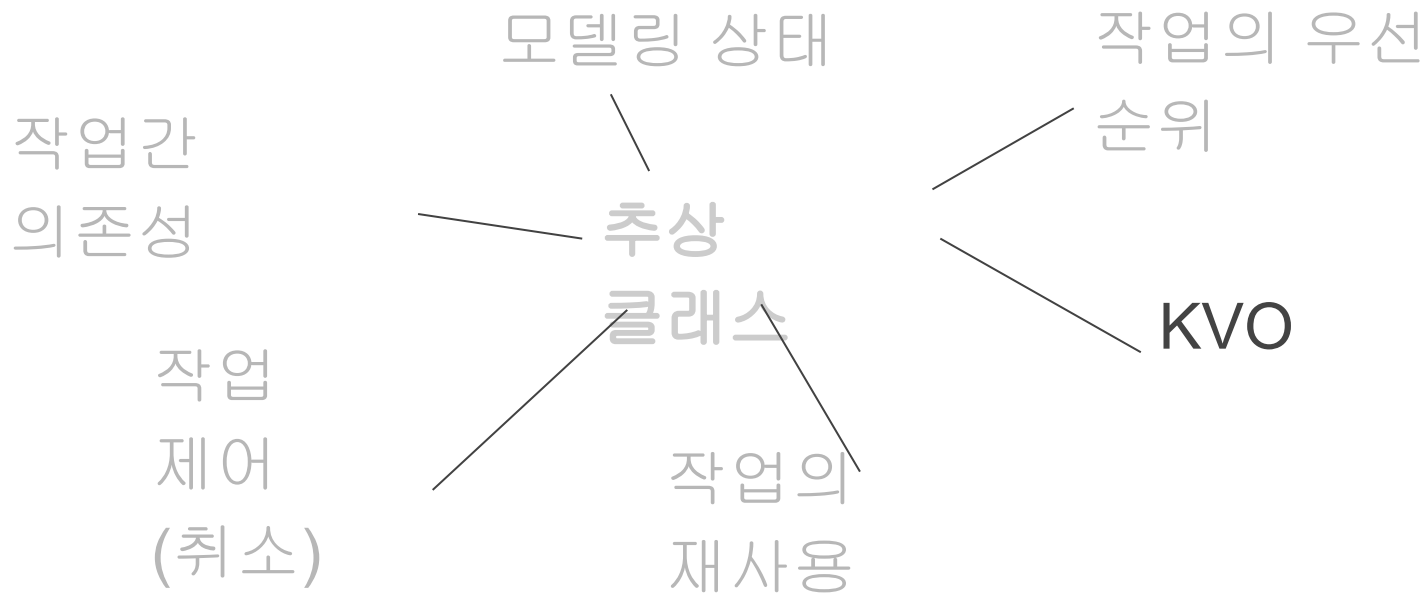 모델링 상태
작업의 우선
순위
작업간
의존성
추상
클래스
KVO
작업
제어
(취소)
작업의
재사용